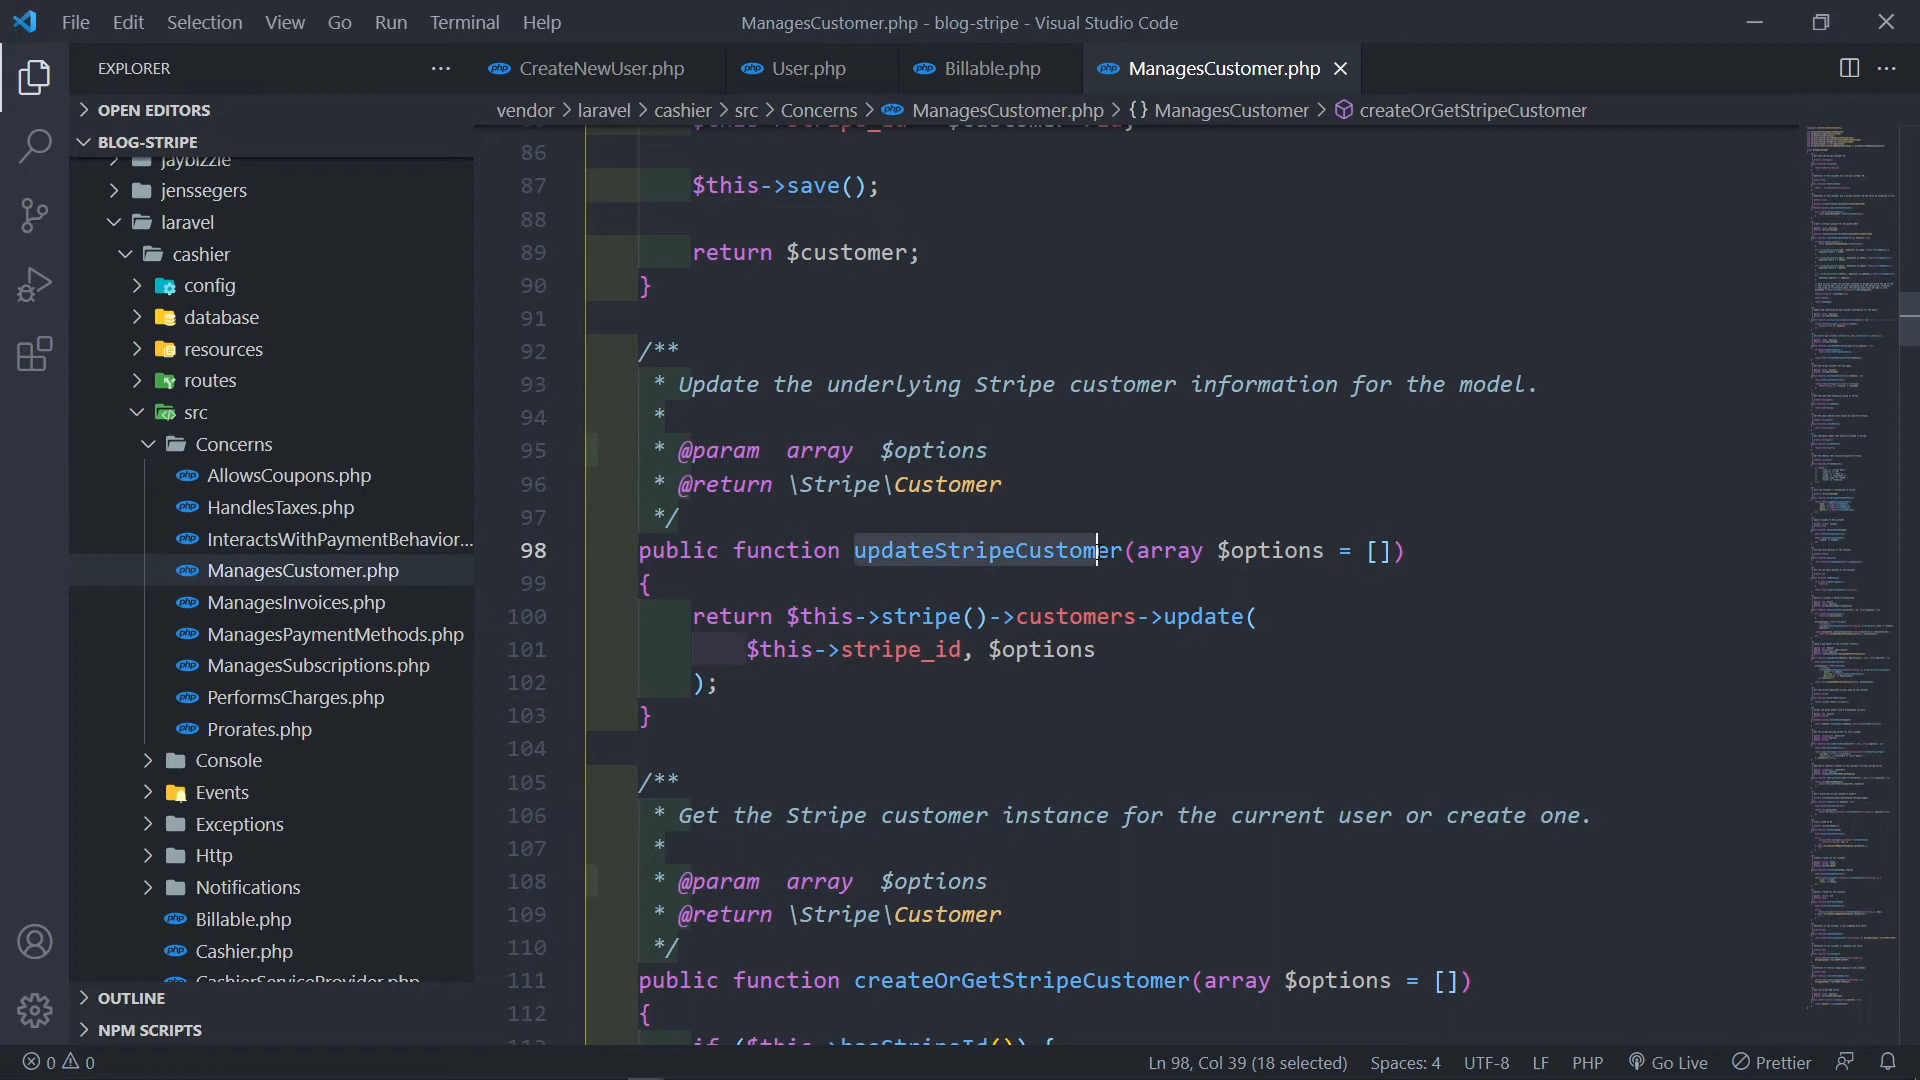 File Edit Selection View Go Run Terminal Help
ManagesCustomer.php - blog-stripe - Visual Studio Code
EXPLORER
CreateNewUser.php
User.php
Billable.php
ManagesCustomer.php
OPEN EDITORS
vendor > laravel > cashier > src > Concerns > ManagesCustomer.php > {} ManagesCustomer > createOrGetStripeCustomer
BLOG-STRIPE
jaybizzle
jenssegers
laravel
cashier
config
database
resources
routes
src
Concerns
AllowsCoupons.php
HandlesTaxes.php
InteractsWithPaymentBehavior...
ManagesCustomer.php
ManagesInvoices.php
ManagesPaymentMethods.php
ManagesSubscriptions.php
PerformsCharges.php
Prorates.php
Console
Events
Exceptions
Http
Notifications
Billable.php
Cashier.php
CashierServiceProvider.php
OUTLINE
NPM SCRIPTS
86
87 $this->save();
88
89 return $customer;
90 }
91
92 /**
93 * Update the underlying Stripe customer information for the model.
94 *
95 * @param array $options
96 * @return \Stripe\Customer
97 */
98 public function updateStripeCustomer(array $options = [])
99 {
100 return $this->stripe()->customers->update(
101 $this->stripe_id, $options
102 );
103 }
104
105 /**
106 * Get the Stripe customer instance for the current user or create one.
107 *
108 * @param array $options
109 * @return \Stripe\Customer
110 */
111 public function createOrGetStripeCustomer(array $options = [])
112 {
113 if ($this->hasStripeId()) {
0 0
Ln 98, Col 39 (18 selected) Spaces: 4 UTF-8 LF PHP Go Live Prettier